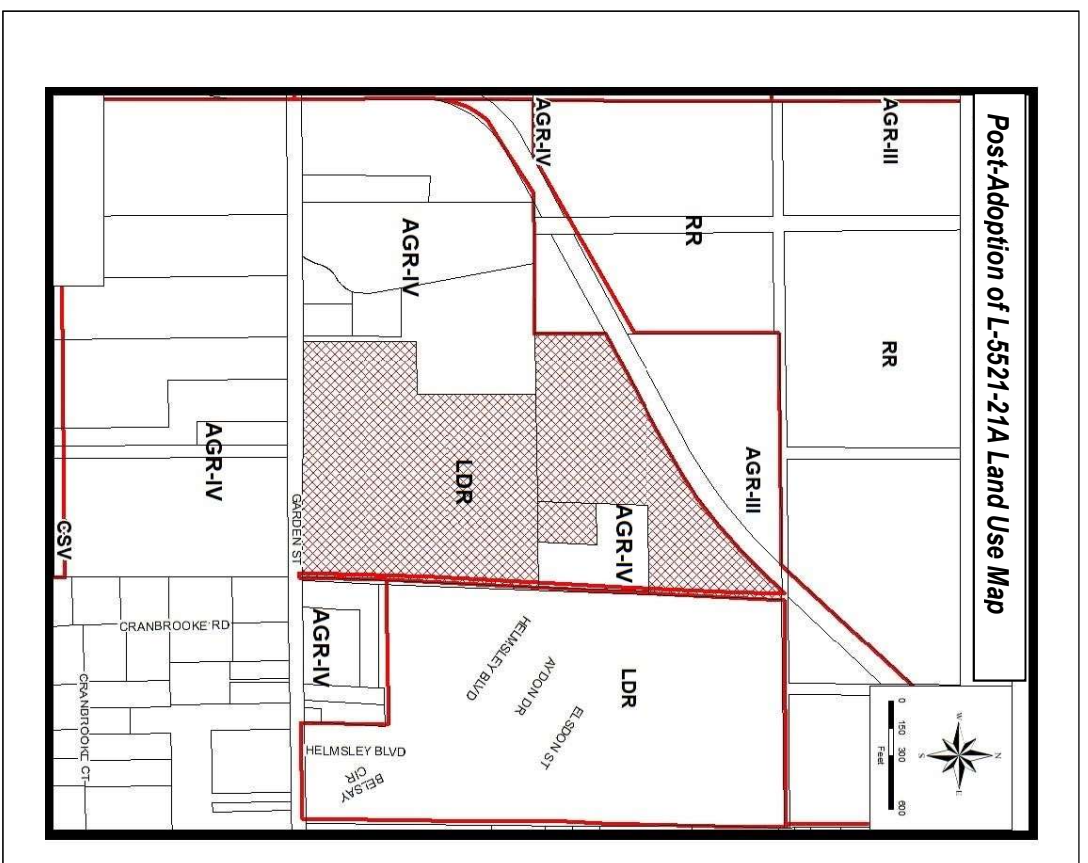 Post-Adoption of L-5521-21A Land Use Map
AGR-III
AGR-IV
RR
RR
AGR-IV
AGR-III
LDR
AGR-IV
AGR-IV
GARDEN ST
CSV
AGR-IV
LDR
HELMSLEY BLVD
AYDON DR
ELSDON ST
CRANBROOKE RD
CRANBROOKE CT
HELMSLEY BLVD
BELSAY
CIR
N
W
E
S
0 150 300 600
Feet